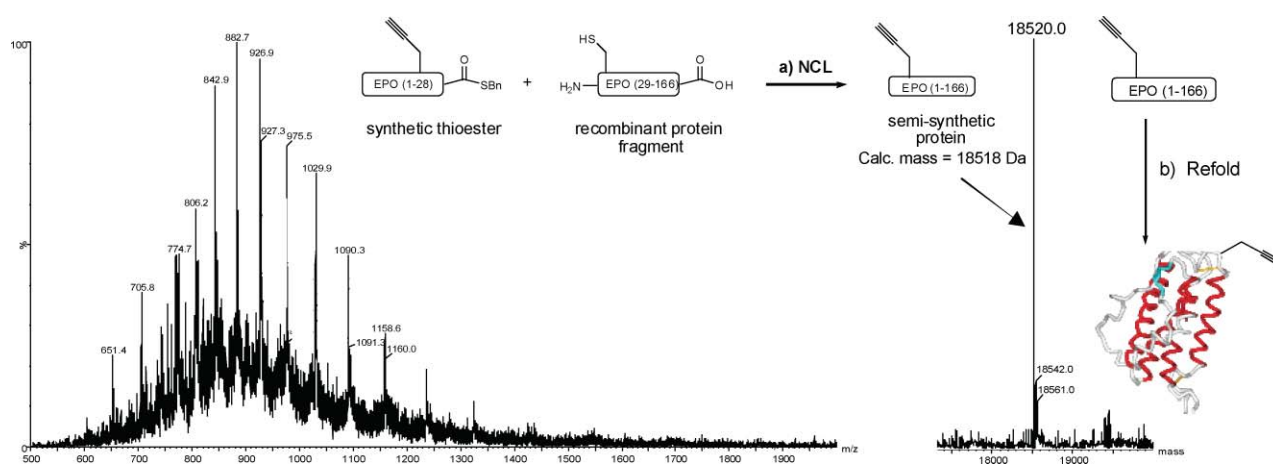 100
%
882.7
926.9
842.9
927.3
975.5
1029.9
806.2
774.7
1090.3
705.8
651.4
1091.3
1158.6
1160.0
500
600
700
800
900
1000
1100
1200
1300
1400
1500
1600
1700
1800
1900
m/z
EPO (1-28)
SBn
O
synthetic thioester
+
HS
H₂N
EPO (29-166)
O
OH
recombinant protein
fragment
a) NCL
EPO (1-166)
semi-synthetic
protein
Calc. mass = 18518 Da
18520.0
18542.0
18561.0
18000
19000
mass
EPO (1-166)
b) Refold